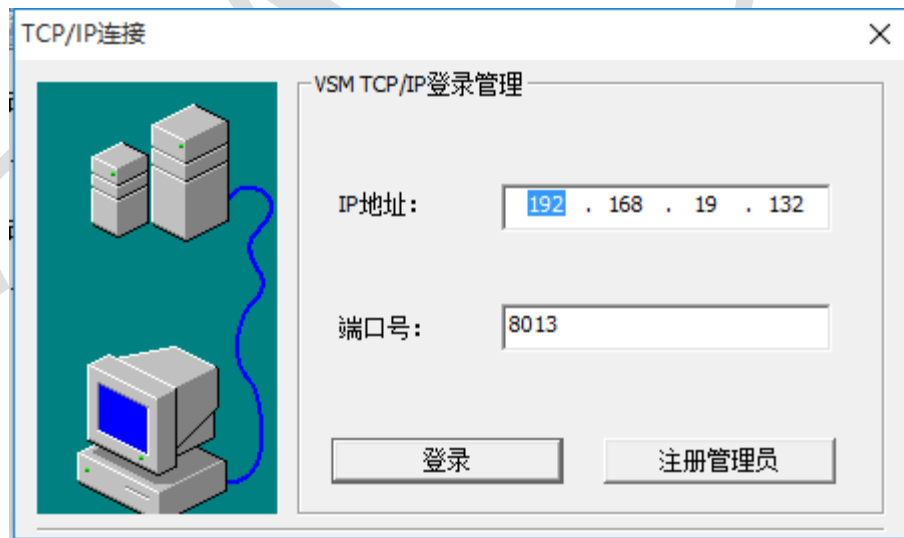 TCP/IP连接
VSM TCP/IP登录管理
IP地址: 192 . 168 . 19 . 132
端口号: 8013
登录 注册管理员